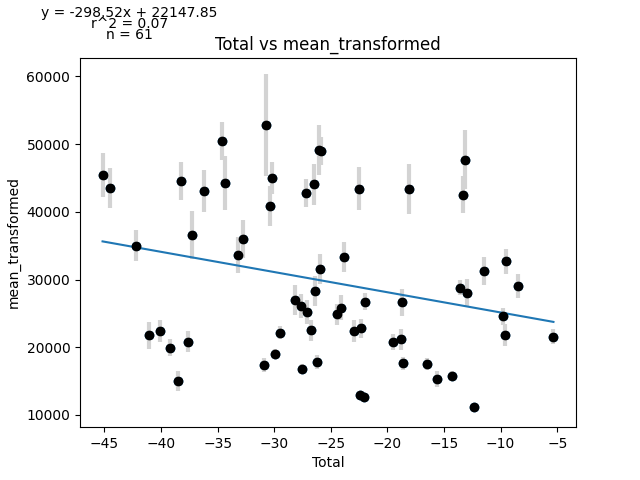 y = -298.52x + 22147.85
r^2 = 0.07
n = 61
Total vs mean_transformed
60000
50000
40000
30000
20000
10000
mean_transformed
−45 −40 −35 −30 −25 −20 −15 −10 −5
Total